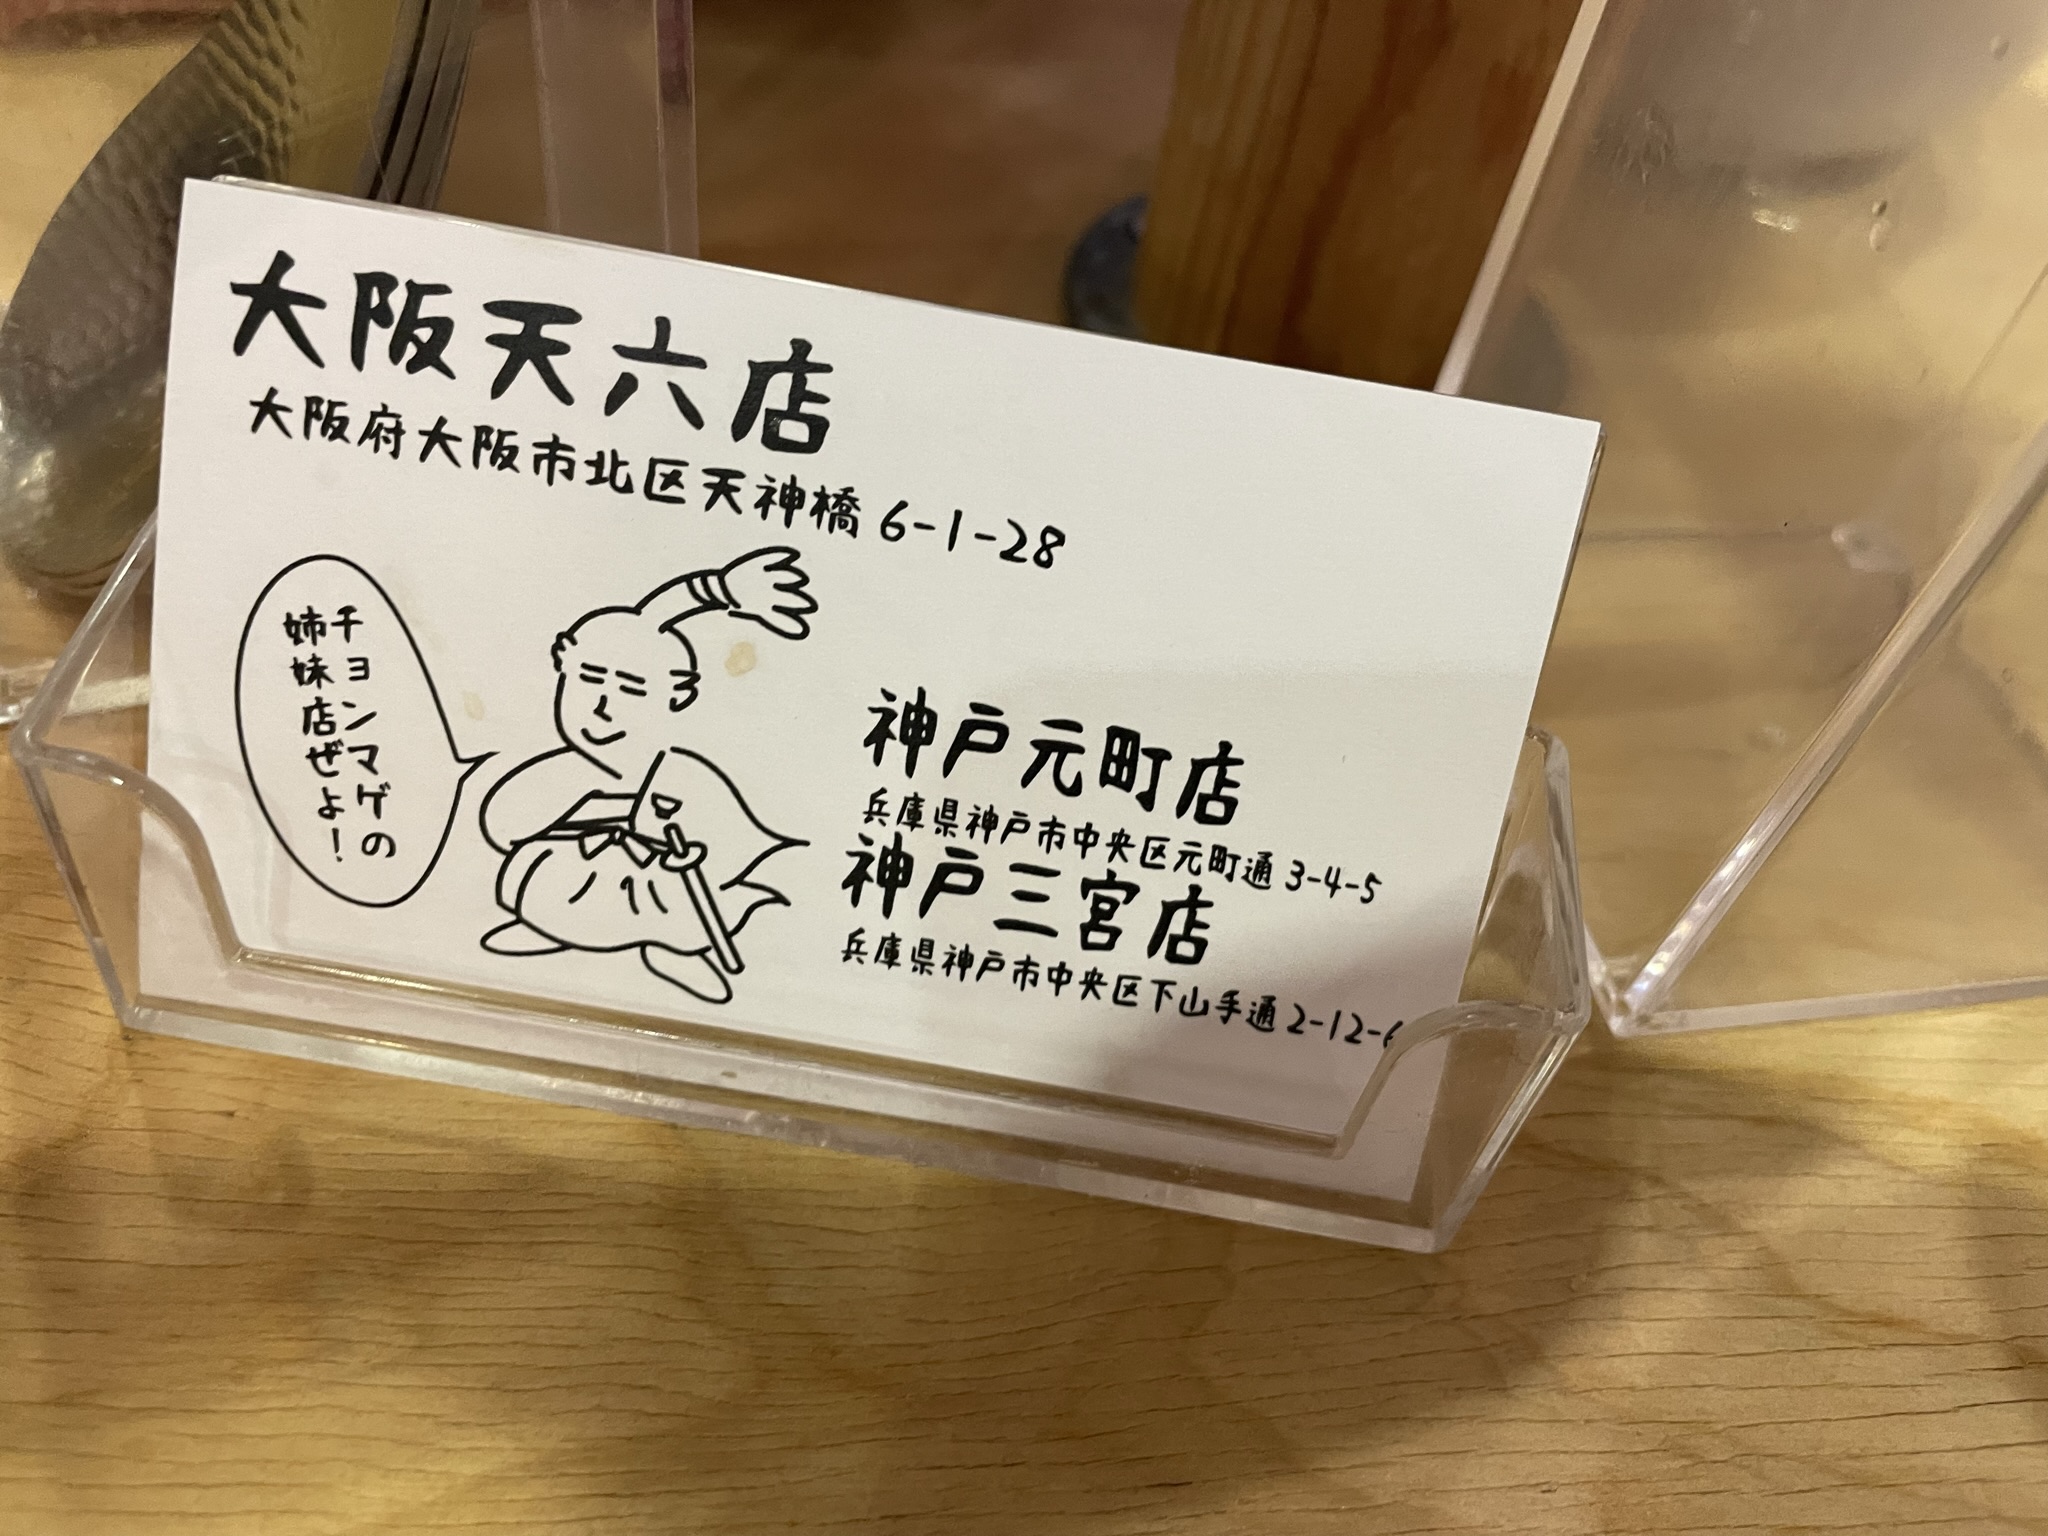 大阪天六店
大阪府大阪市北区天神橋 6-1-28
チョンマゲの
姉妹店ぜよ!
神戸元町店
兵庫県神戸市中央区元町通 3-4-5
神戸三宮店
兵庫県神戸市中央区下山手通